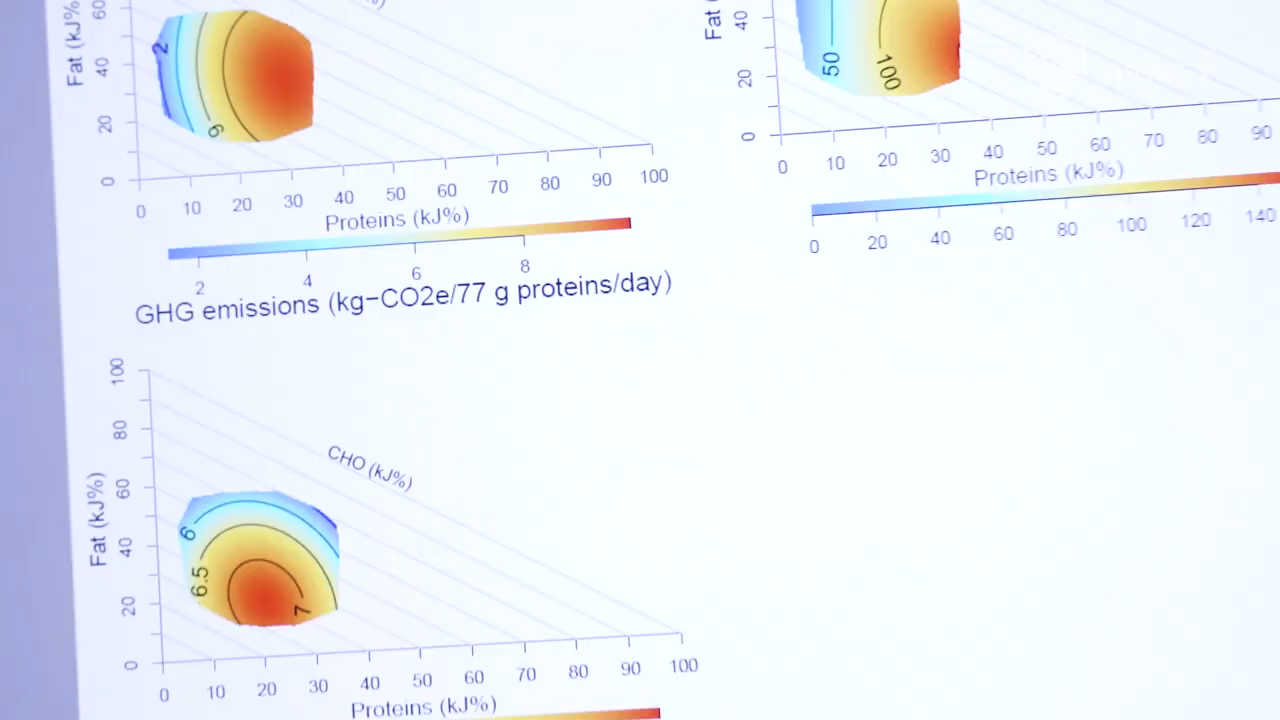 60
40
20
0
Fat (kJ%
2
6
0 10 20 30 40 50 60 70 80 90 100
Proteins (kJ%)
2 4 6 8
Fat (
40
20
0
50
100
0 10 20 30 40 50 60 70 80 90
Proteins (kJ%)
0 20 40 60 80 100 120 140
GHG emissions (kg-CO2e/77 g proteins/day)
100
80
60
40
20
0
Fat (kJ%)
CHO (kJ%)
6
6.5
7
0 10 20 30 40 50 60 70 80 90 100
Proteins (kJ%)